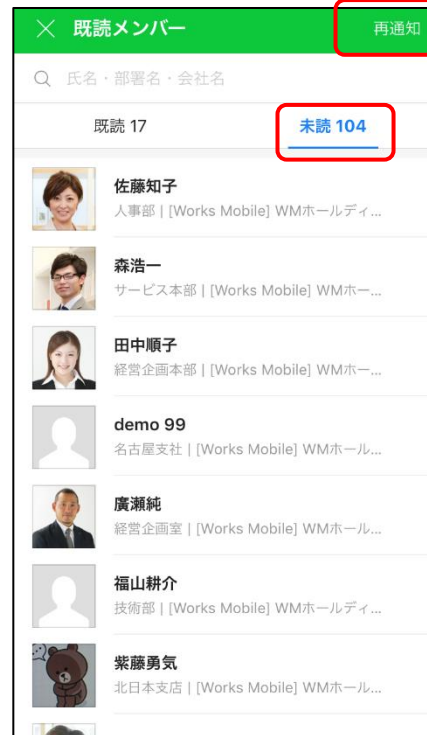 既読メンバー 再通知
氏名・部署名・会社名
既読 17 未読 104
佐藤知子
人事部 | [Works Mobile] WMホールディ...
森浩一
サービス本部 | [Works Mobile] WMホー...
田中順子
経営企画本部 | [Works Mobile] WMホー...
demo 99
名古屋支社 | [Works Mobile] WMホール...
廣瀬純
経営企画室 | [Works Mobile] WMホール...
福山耕介
技術部 | [Works Mobile] WMホールディ...
紫藤勇気
北日本支店 | [Works Mobile] WMホール...